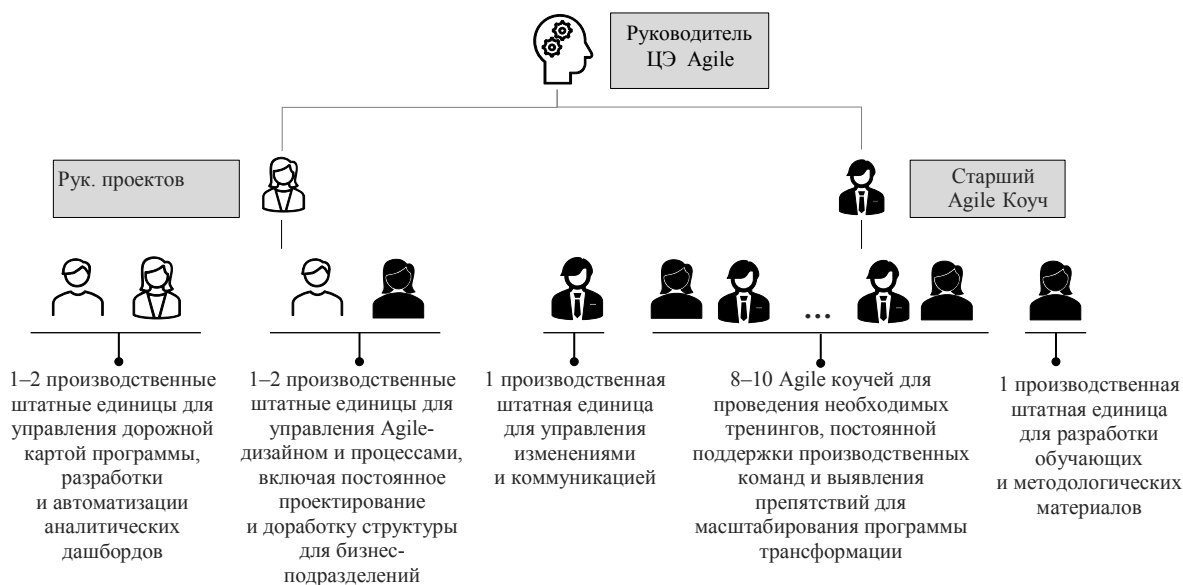 Руководитель
ЦЭ Agile
Рук. проектов
Старший
Agile Коуч
...
1–2 производственные
штатные единицы для
управления дорожной
картой программы,
разработки
и автоматизации
аналитических
дашбордов
1–2 производственные
штатные единицы для
управления Agile-
дизайном и процессами,
включая постоянное
проектирование
и доработку структуры
для бизнес-
подразделений
1 производственная
штатная единица
для управления
изменениями
и коммуникацией
8–10 Agile коучей для
проведения необходимых
тренингов, постоянной
поддержки производственных
команд и выявления
препятствий для
масштабирования программы
трансформации
1 производственная
штатная единица
для разработки
обучающих
и методологических
материалов